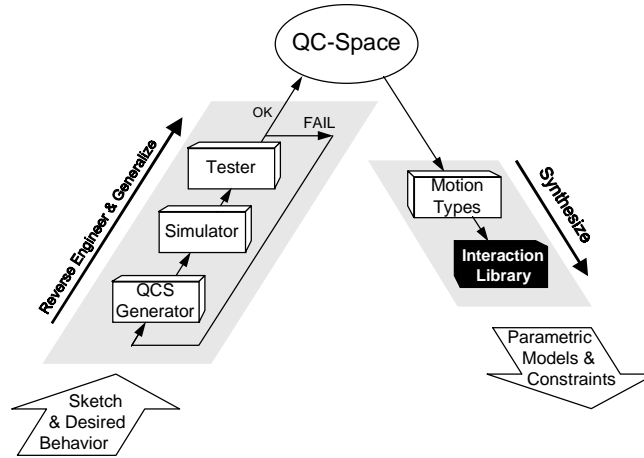 QC-Space
OK
FAIL
Reverse Engineer & Generalize
Tester
Simulator
QCS
Generator
Sketch
& Desired
Behavior
Motion
Types
Interaction
Library
Synthesize
Parametric
Models &
Constraints